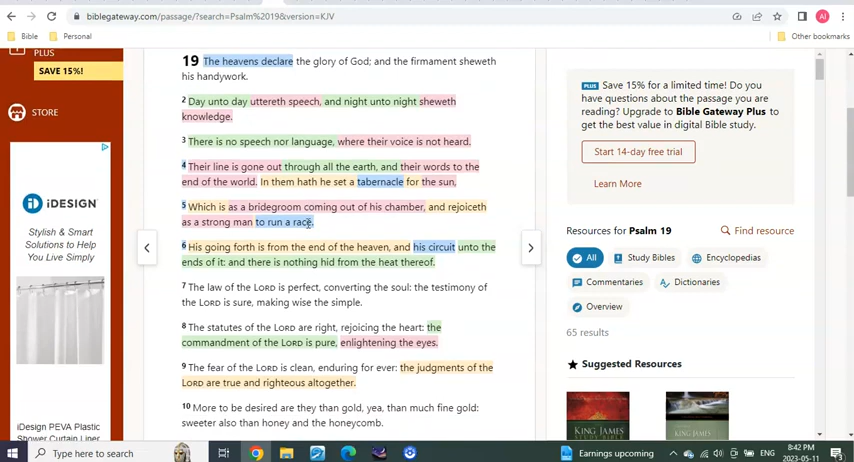 biblegateway.com/passage/?search=Psalm%2019&version=KJV
AI
Bible
Personal
Other bookmarks
PLUS
SAVE 15%!
STORE
iDESIGN
Stylish & Smart
Solutions to Help
You Live Simply
iDesign PEVA Plastic
Shower Curtain Liner
19 The heavens declare the glory of God; and the firmament sheweth
his handywork.
2 Day unto day uttereth speech, and night unto night sheweth
knowledge.
3 There is no speech nor language, where their voice is not heard.
4 Their line is gone out through all the earth, and their words to the
end of the world. In them hath he set a tabernacle for the sun,
5 Which is as a bridegroom coming out of his chamber, and rejoiceth
as a strong man to run a race.
6 His going forth is from the end of the heaven, and his circuit unto the
ends of it: and there is nothing hid from the heat thereof.
7 The law of the LORD is perfect, converting the soul: the testimony of
the LORD is sure, making wise the simple.
8 The statutes of the LORD are right, rejoicing the heart: the
commandment of the LORD is pure, enlightening the eyes.
9 The fear of the LORD is clean, enduring for ever: the judgments of the
LORD are true and righteous altogether.
10 More to be desired are they than gold, yea, than much fine gold:
sweeter also than honey and the honeycomb.
PLUS Save 15% for a limited time! Do you
have questions about the passage you are
reading? Upgrade to Bible Gateway Plus to
get the best value in digital Bible study.
Start 14-day free trial
Learn More
Resources for Psalm 19
Find resource
All
Study Bibles
Encyclopedias
Commentaries
Dictionaries
Overview
65 results
Suggested Resources
KING JAMES
STUDY BIBLE
KING JAMES
Type here to search
Earnings upcoming
ENG
8:42 PM
2023-05-11
3